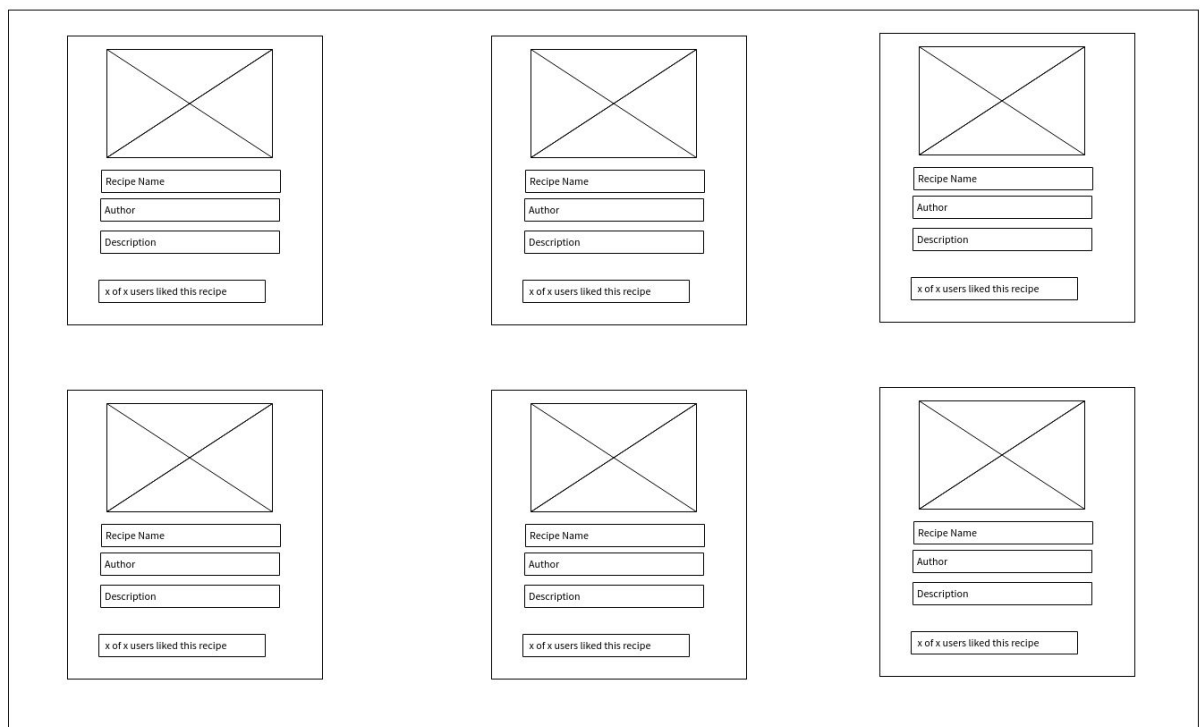 Recipe Name
Author
Description
x of x users liked this recipe
Recipe Name
Author
Description
x of x users liked this recipe
Recipe Name
Author
Description
x of x users liked this recipe
Recipe Name
Author
Description
x of x users liked this recipe
Recipe Name
Author
Description
x of x users liked this recipe
Recipe Name
Author
Description
x of x users liked this recipe